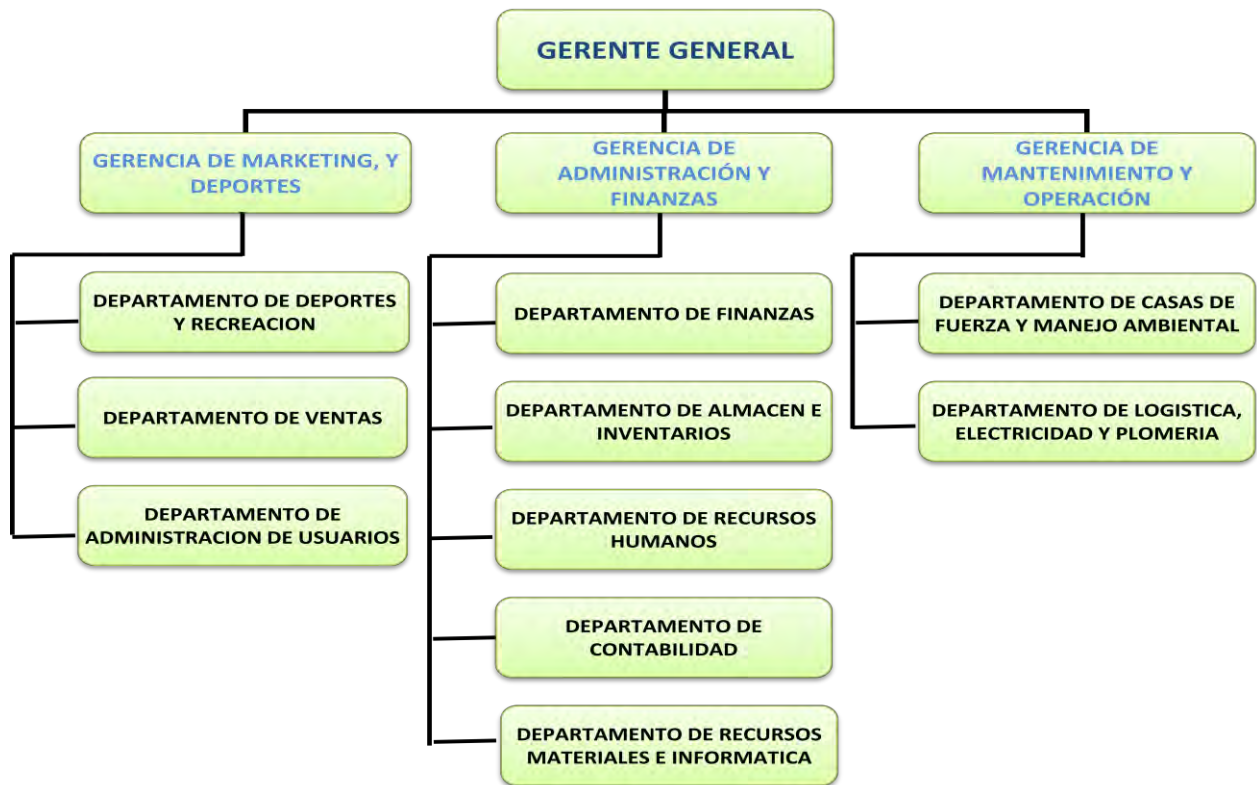 GERENTE GENERAL
GERENCIA DE MARKETING, Y
DEPORTES
GERENCIA DE
ADMINISTRACIÓN Y
FINANZAS
GERENCIA DE
MANTENIMIENTO Y
OPERACIÓN
DEPARTAMENTO DE DEPORTES
Y RECREACION
DEPARTAMENTO DE VENTAS
DEPARTAMENTO DE
ADMINISTRACION DE USUARIOS
DEPARTAMENTO DE FINANZAS
DEPARTAMENTO DE ALMACEN E
INVENTARIOS
DEPARTAMENTO DE RECURSOS
HUMANOS
DEPARTAMENTO DE
CONTABILIDAD
DEPARTAMENTO DE RECURSOS
MATERIALES E INFORMATICA
DEPARTAMENTO DE CASAS DE
FUERZA Y MANEJO AMBIENTAL
DEPARTAMENTO DE LOGISTICA,
ELECTRICIDAD Y PLOMERIA